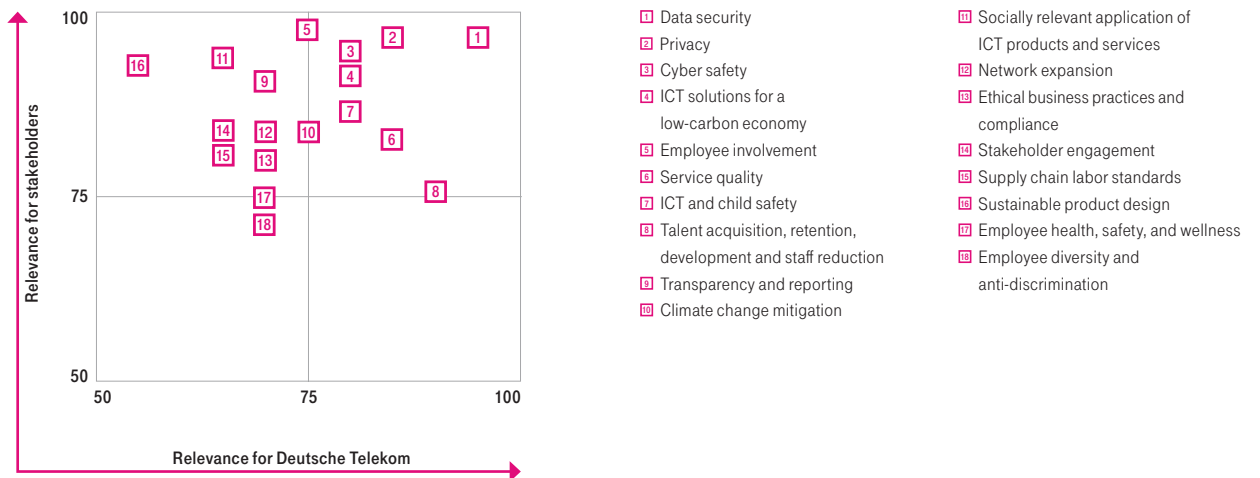 100
5
2
1
3
11
16
4
9
7
14
12
10
6
15
13
75
8
17
18
50
50
75
100
Relevance for stakeholders
Relevance for Deutsche Telekom
1 Data security
2 Privacy
3 Cyber safety
4 ICT solutions for a
low-carbon economy
5 Employee involvement
6 Service quality
7 ICT and child safety
8 Talent acquisition, retention,
development and staff reduction
9 Transparency and reporting
10 Climate change mitigation
11 Socially relevant application of
ICT products and services
12 Network expansion
13 Ethical business practices and
compliance
14 Stakeholder engagement
15 Supply chain labor standards
16 Sustainable product design
17 Employee health, safety, and wellness
18 Employee diversity and
anti-discrimination